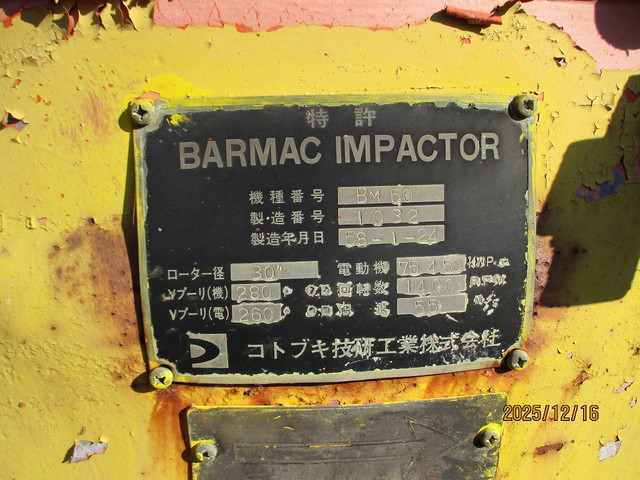 特許
BARMAC IMPACTOR
機種番号 BM 60
製造番号 1032
製造年月日 58-1-24
ローター径 30" 電動機
Vプーリ(機) 280 回転数 1400
Vプーリ(電) 260 55
コトブキ技研工業株式会社
2025/12/16